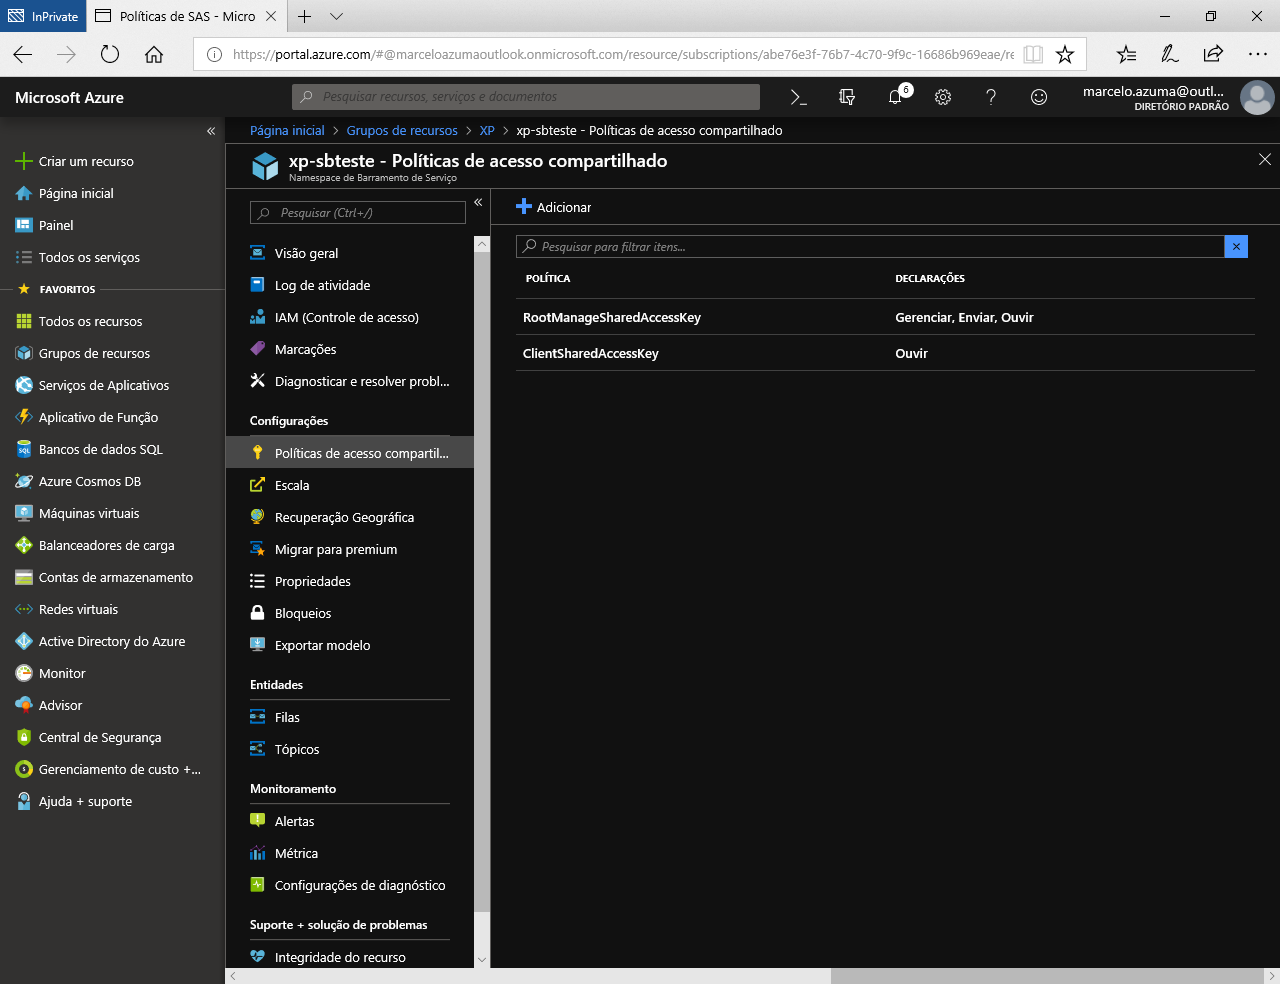 InPrivate
Políticas de SAS - Micro
https://portal.azure.com/#@marceloazumaoutlook.onmicrosoft.com/resource/subscriptions/abe76e3f-76b7-4c70-9f9c-16686b969eae/re
Microsoft Azure
Pesquisar recursos, serviços e documentos
6
marcelo.azuma@outl...
DIRETÓRIO PADRÃO
Criar um recurso
Página inicial
Painel
Todos os serviços
FAVORITOS
Todos os recursos
Grupos de recursos
Serviços de Aplicativos
Aplicativo de Função
Bancos de dados SQL
Azure Cosmos DB
Máquinas virtuais
Balanceadores de carga
Contas de armazenamento
Redes virtuais
Active Directory do Azure
Monitor
Advisor
Central de Segurança
Gerenciamento de custo +...
Ajuda + suporte
Página inicial > Grupos de recursos > XP > xp-sbteste - Políticas de acesso compartilhado
xp-sbteste - Políticas de acesso compartilhado
Namespace de Barramento de Serviço
Pesquisar (Ctrl+/)
Visão geral
Log de atividade
IAM (Controle de acesso)
Marcações
Diagnosticar e resolver probl...
Configurações
Políticas de acesso compartil...
Escala
Recuperação Geográfica
Migrar para premium
Propriedades
Bloqueios
Exportar modelo
Entidades
Filas
Tópicos
Monitoramento
Alertas
Métrica
Configurações de diagnóstico
Suporte + solução de problemas
Integridade do recurso
Adicionar
Pesquisar para filtrar itens...
POLÍTICA DECLARAÇÕES
RootManageSharedAccessKey Gerenciar, Enviar, Ouvir
ClientSharedAccessKey Ouvir